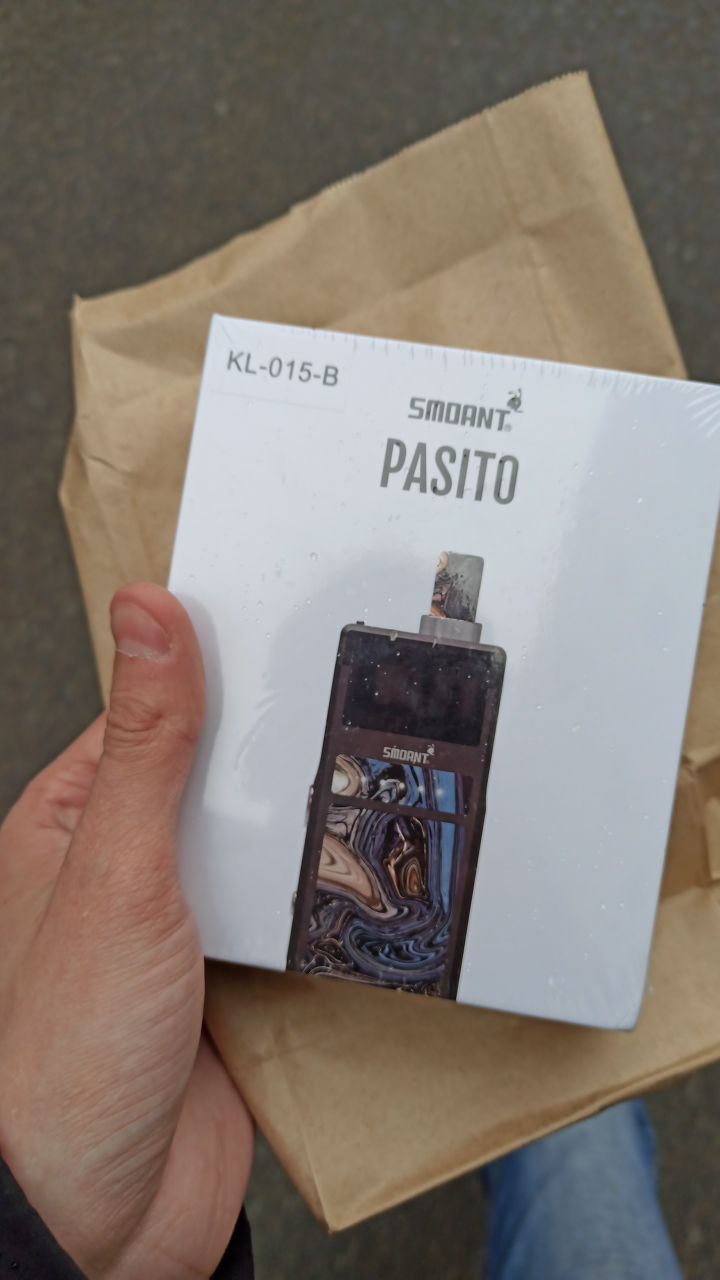 KL-015-B
SMOANT®
PASITO
SMOANT